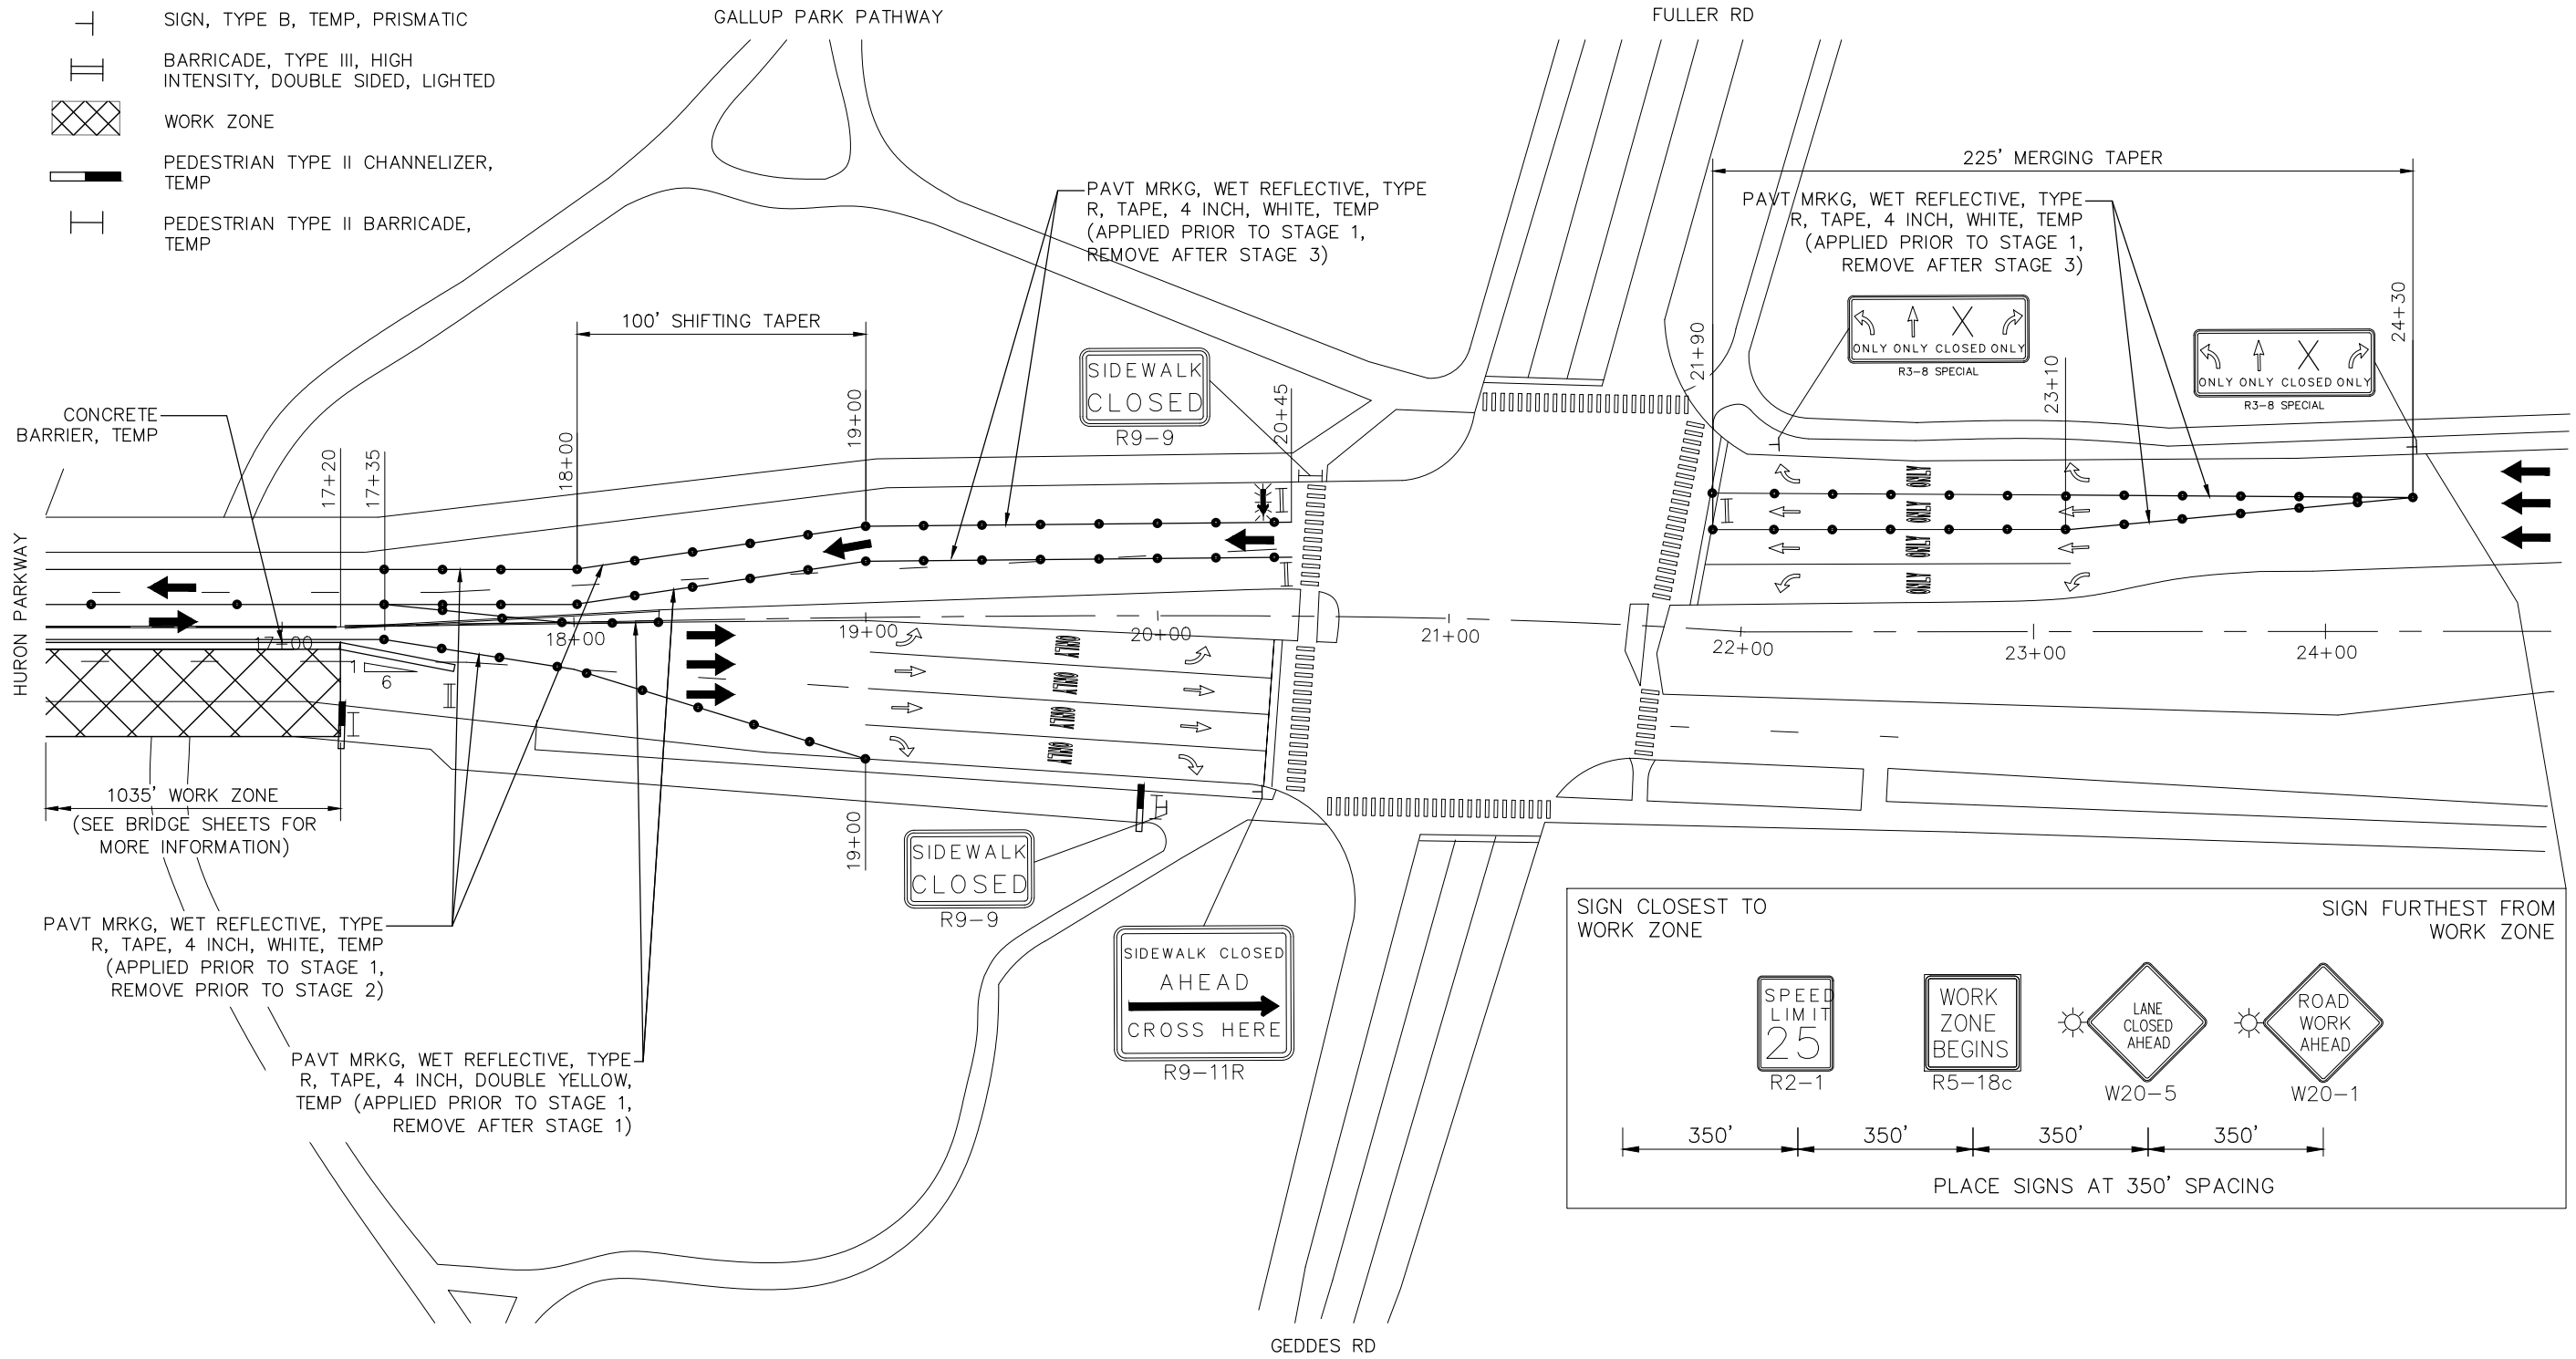 SIGN, TYPE B, TEMP, PRISMATIC
BARRICADE, TYPE III, HIGH
INTENSITY, DOUBLE SIDED, LIGHTED
WORK ZONE
PEDESTRIAN TYPE II CHANNELIZER,
TEMP
PEDESTRIAN TYPE II BARRICADE,
TEMP
GALLUP PARK PATHWAY
FULLER RD
225' MERGING TAPER
PAVT MRKG, WET REFLECTIVE, TYPE
R, TAPE, 4 INCH, WHITE, TEMP
(APPLIED PRIOR TO STAGE 1,
REMOVE AFTER STAGE 3)
PAVT MRKG, WET REFLECTIVE, TYPE
R, TAPE, 4 INCH, WHITE, TEMP
(APPLIED PRIOR TO STAGE 1,
REMOVE AFTER STAGE 3)
100' SHIFTING TAPER
SIDEWALK
CLOSED
R9-9
ONLY ONLY CLOSED ONLY
R3-8 SPECIAL
ONLY ONLY CLOSED ONLY
R3-8 SPECIAL
CONCRETE
BARRIER, TEMP
17+20
17+35
18+00
19+00
20+45
21+90
23+10
24+30
HURON PARKWAY
ONLY
ONLY
ONLY
ONLY
17+00
18+00
19+00
20+00
21+00
22+00
23+00
24+00
1
6
ONLY
ONLY
ONLY
ONLY
1035' WORK ZONE
(SEE BRIDGE SHEETS FOR
MORE INFORMATION)
19+00
SIDEWALK
CLOSED
R9-9
PAVT MRKG, WET REFLECTIVE, TYPE
R, TAPE, 4 INCH, WHITE, TEMP
(APPLIED PRIOR TO STAGE 1,
REMOVE PRIOR TO STAGE 2)
SIDEWALK CLOSED
AHEAD
CROSS HERE
R9-11R
PAVT MRKG, WET REFLECTIVE, TYPE
R, TAPE, 4 INCH, DOUBLE YELLOW,
TEMP (APPLIED PRIOR TO STAGE 1,
REMOVE AFTER STAGE 1)
SIGN CLOSEST TO
WORK ZONE
SIGN FURTHEST FROM
WORK ZONE
SPEED
LIMIT
25
R2-1
WORK
ZONE
BEGINS
R5-18c
LANE
CLOSED
AHEAD
W20-5
ROAD
WORK
AHEAD
W20-1
350'
350'
350'
350'
PLACE SIGNS AT 350' SPACING
GEDDES RD